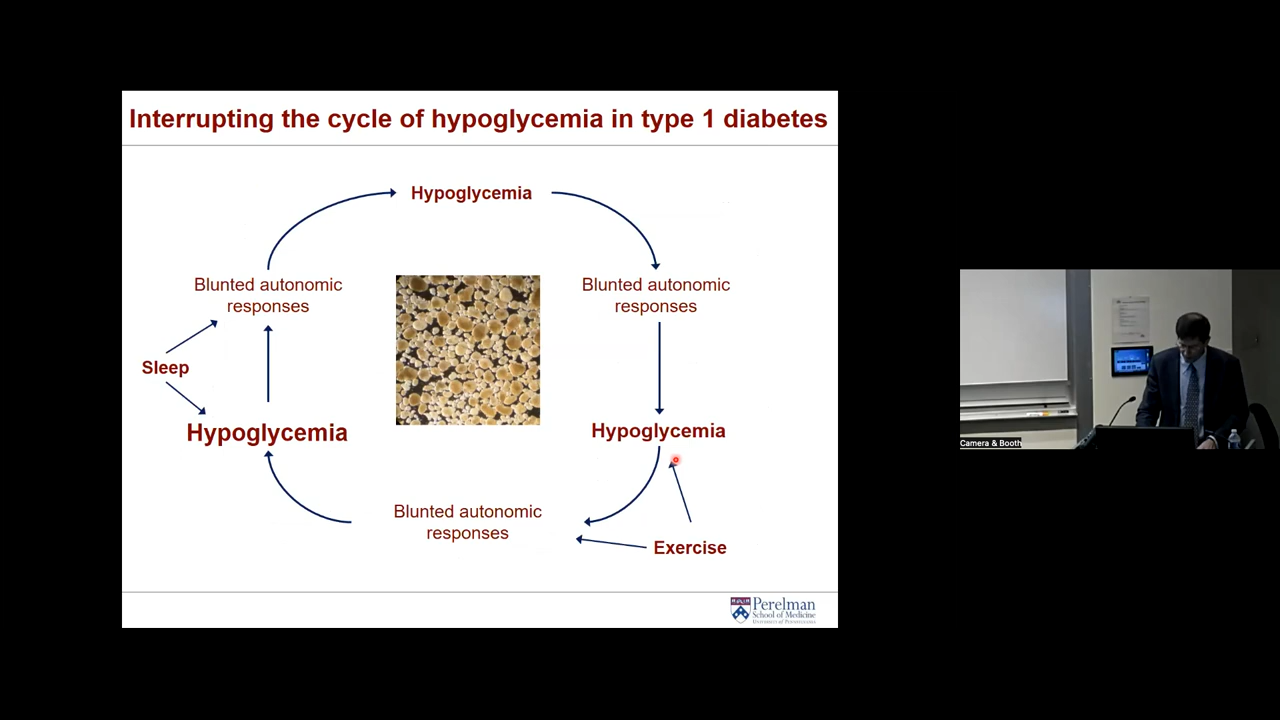 Interrupting the cycle of hypoglycemia in type 1 diabetes
Hypoglycemia
Blunted autonomic
responses
Blunted autonomic
responses
Sleep
Hypoglycemia
Hypoglycemia
Blunted autonomic
responses
Exercise
Perelman
School of Medicine
University of Pennsylvania
Camera & Booth